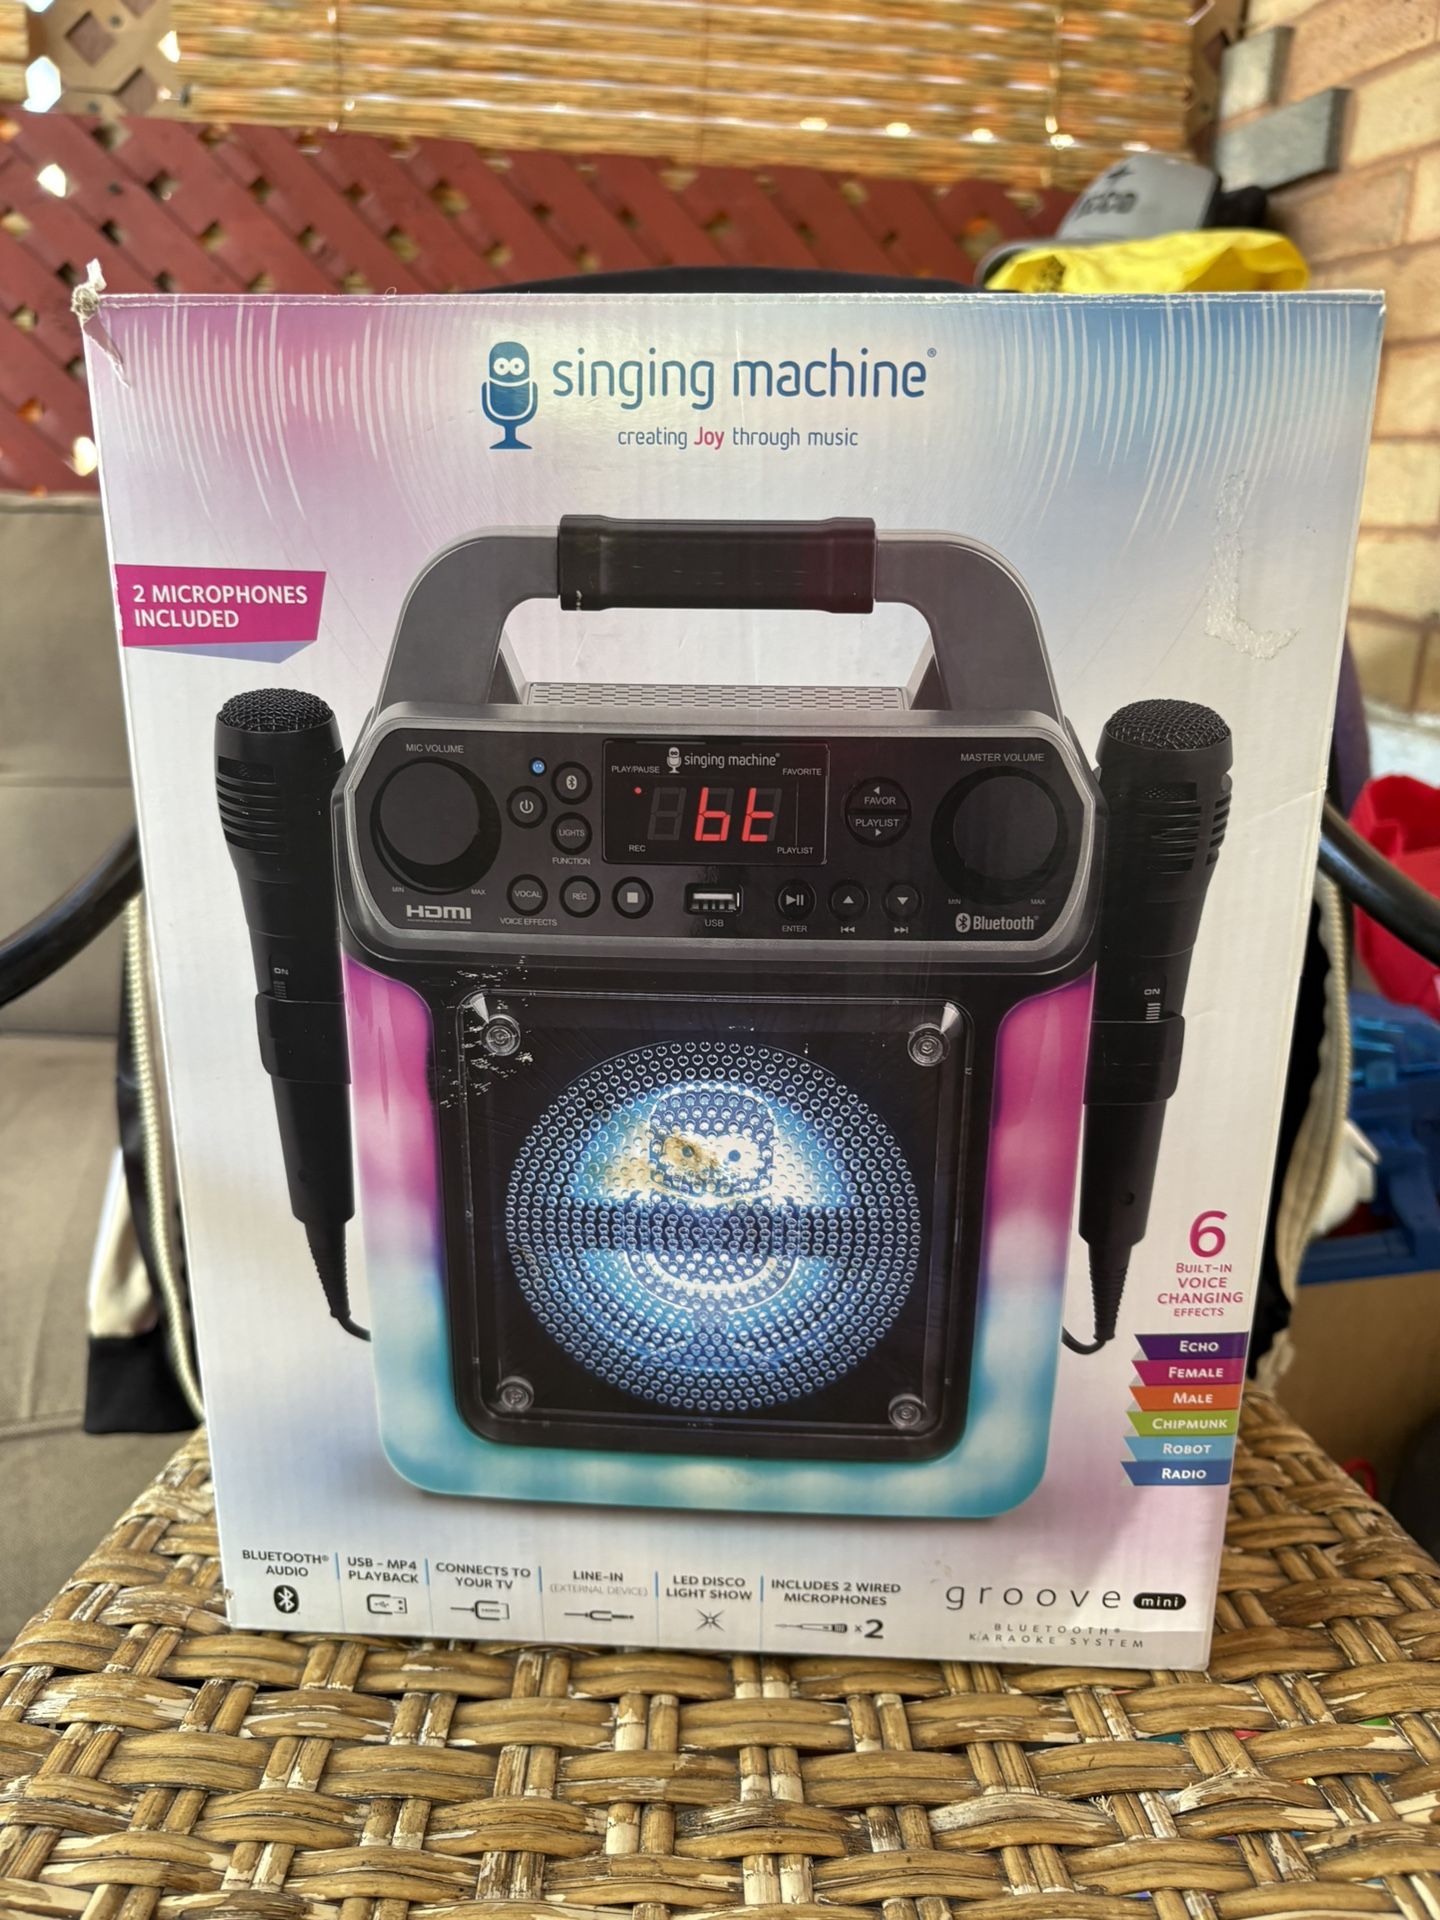 singing machine®
creating Joy through music
2 MICROPHONES
INCLUDED
MIC VOLUME
MIN
MAX
HDMI
LIGHTS
FUNCTION
VOCAL
VOICE EFFECTS
REC
singing machine®
PLAY/PAUSE
FAVORITE
bt
REC
PLAYLIST
USB
ENTER
FAVOR
PLAYLIST
MASTER VOLUME
MIN
MAX
Bluetooth®
ON
ON
6
BUILT-IN
VOICE
CHANGING
EFFECTS
ECHO
FEMALE
MALE
CHIPMUNK
ROBOT
RADIO
BLUETOOTH®
AUDIO
USB - MP4
PLAYBACK
CONNECTS TO
YOUR TV
LINE-IN
(EXTERNAL DEVICE)
LED DISCO
LIGHT SHOW
INCLUDES 2 WIRED
MICROPHONES
x2
groove mini
BLUETOOTH®
KARAOKE SYSTEM